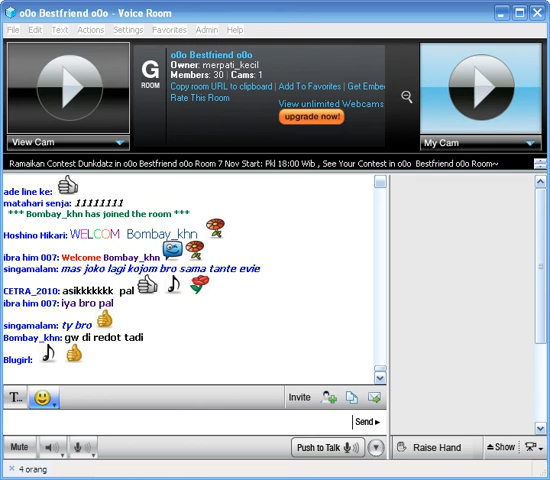 o0o Bestfriend o0o - Voice Room
File Edit Text Actions Settings Favorites Admin Help
View Cam
G
ROOM
o0o Bestfriend o0o
Owner: merpati_kecil
Members: 30 | Cams: 1
Copy room URL to clipboard | Add To Favorites | Get Embe
Rate This Room
View unlimited Webcams
upgrade now!
My Cam
Ramaikan Contest Dunkdatz in o0o Bestfriend o0o Room 7 Nov Start: Pkl 18:00 Wib , See Your Contest in o0o Bestfriend o0o Room~
ade line ke:
matahari senja: 11111111
*** Bombay_khn has joined the room ***
Hoshino Hikari: WELCOM Bombay_khn
ibra him 007: Welcome Bombay_khn
singamalam: mas joko lagi kojom bro sama tante evie
CETRA_2010: asikkkkkk pal
ibra him 007: iya bro pal
singamalam: ty bro
Bombay_khn: gw di redot tadi
Blugirl:
T...
Invite
Send
Mute
Push to Talk
Raise Hand
Show
4 orang